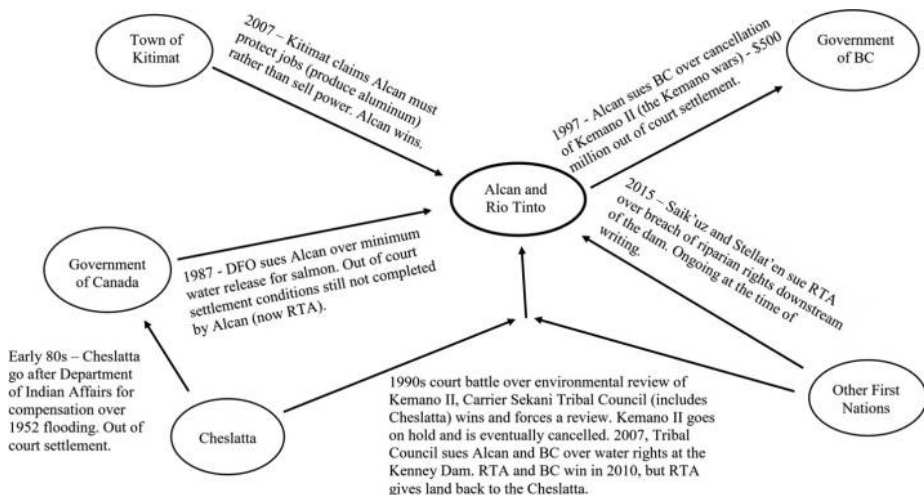 Town of
Kitimat
2007 – Kitimat claims Alcan must
protect jobs (produce aluminum)
rather than sell power. Alcan wins.
1997 - Alcan sues BC over cancellation
of Kemano II (the Kemano wars) - $500
million out of court settlement.
Government
of BC
Alcan and
Rio Tinto
Government
of Canada
1987 - DFO sues Alcan over minimum
water release for salmon. Out of court
settlement conditions still not completed
by Alcan (now RTA).
2015 – Saik’uz and Stellat’en sue RTA
over breach of riparian rights downstream
of the dam. Ongoing at the time of
writing.
Early 80s – Cheslatta
go after Department
of Indian Affairs for
compensation over
1952 flooding. Out of
court settlement.
Cheslatta
1990s court battle over environmental review of
Kemano II, Carrier Sekani Tribal Council (includes
Cheslatta) wins and forces a review. Kemano II goes
on hold and is eventually cancelled. 2007, Tribal
Council sues Alcan and BC over water rights at the
Kenney Dam. RTA and BC win in 2010, but RTA
gives land back to the Cheslatta.
Other First
Nations